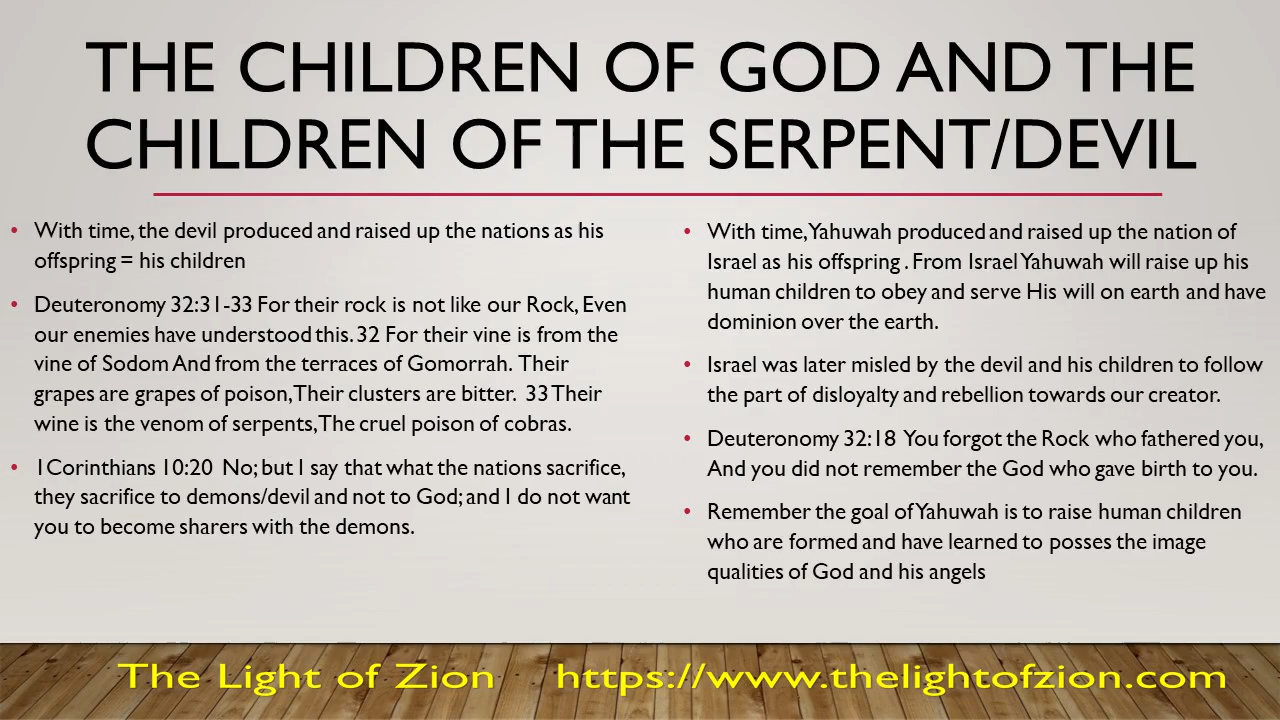 THE CHILDREN OF GOD AND THE
CHILDREN OF THE SERPENT/DEVIL
• With time, the devil produced and raised up the nations as his
offspring = his children
• Deuteronomy 32:31-33 For their rock is not like our Rock, Even
our enemies have understood this. 32 For their vine is from the
vine of Sodom And from the terraces of Gomorrah. Their
grapes are grapes of poison, Their clusters are bitter. 33 Their
wine is the venom of serpents, The cruel poison of cobras.
• 1Corinthians 10:20 No; but I say that what the nations sacrifice,
they sacrifice to demons/devil and not to God; and I do not want
you to become sharers with the demons.
• With time, Yahuwah produced and raised up the nation of
Israel as his offspring . From Israel Yahuwah will raise up his
human children to obey and serve His will on earth and have
dominion over the earth.
• Israel was later misled by the devil and his children to follow
the part of disloyalty and rebellion towards our creator.
• Deuteronomy 32:18 You forgot the Rock who fathered you,
And you did not remember the God who gave birth to you.
• Remember the goal of Yahuwah is to raise human children
who are formed and have learned to posses the image
qualities of God and his angels
The Light of Zion https://www.thelightofzion.com